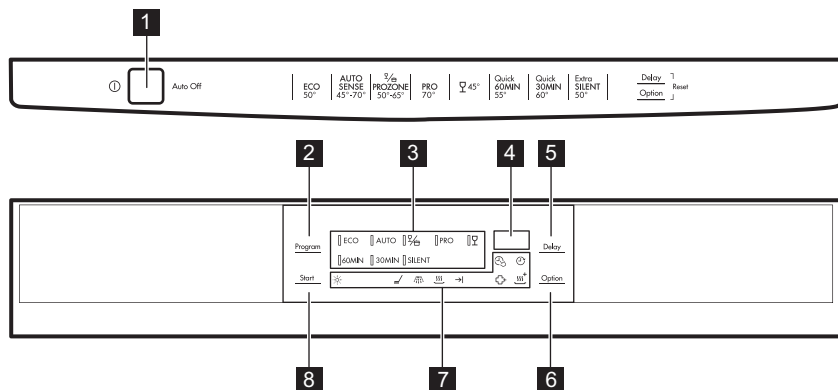 1
Auto Off
ECO 50°
AUTO SENSE 45°-70°
PROZONE 50°-65°
PRO 70°
45°
Quick 60MIN 55°
Quick 30MIN 60°
Extra SILENT 50°
Delay
Option
Reset
2 3 4 5
Program
ECO AUTO PRO
60MIN 30MIN SILENT
Delay
Start
Option
8 7 6